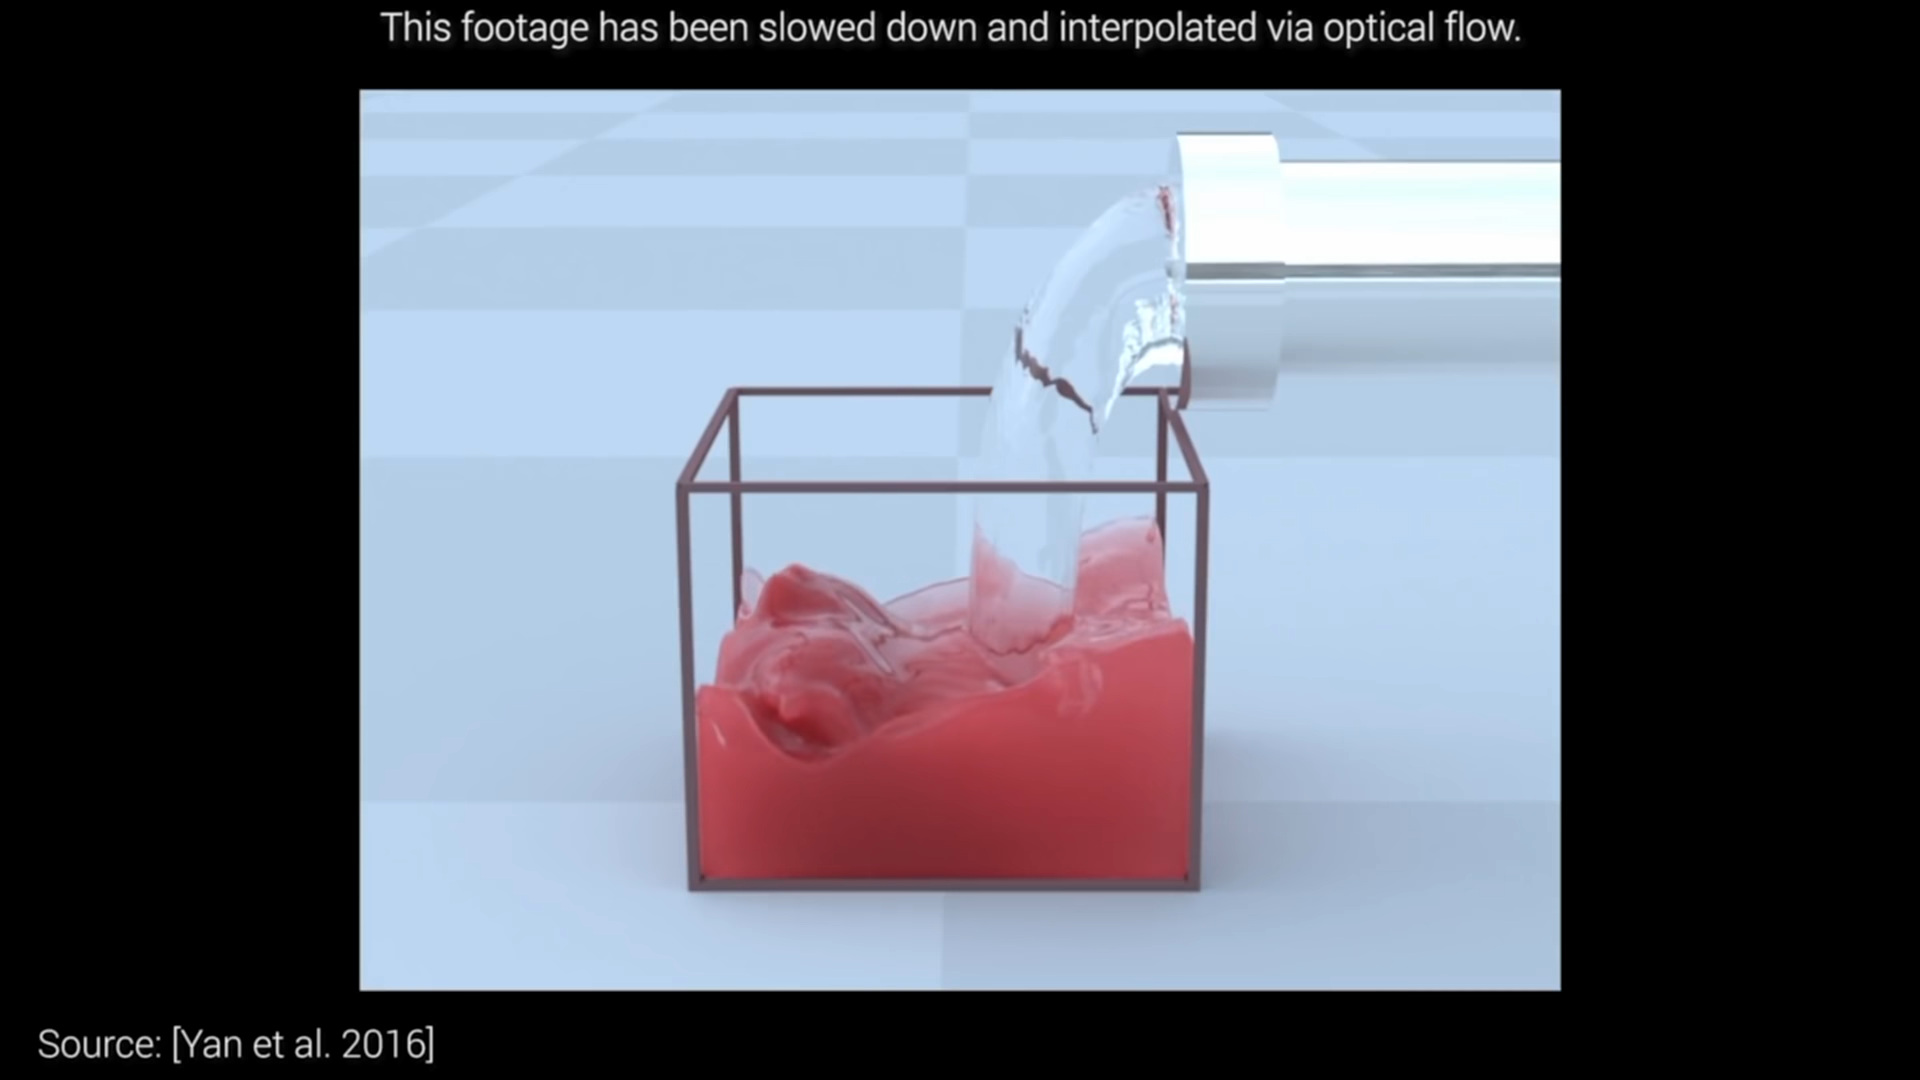 This footage has been slowed down and interpolated via optical flow.
Source: [Yan et al. 2016]